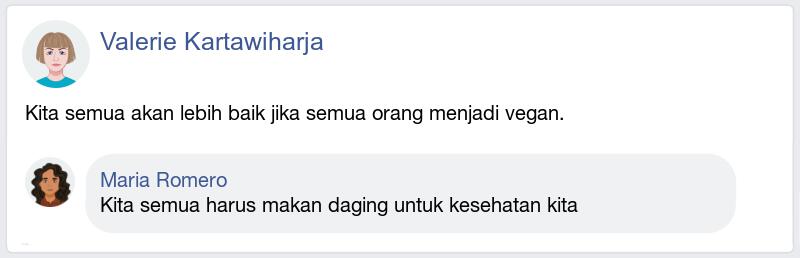 Valerie Kartawiharja
Kita semua akan lebih baik jika semua orang menjadi vegan.
Maria Romero
Kita semua harus makan daging untuk kesehatan kita